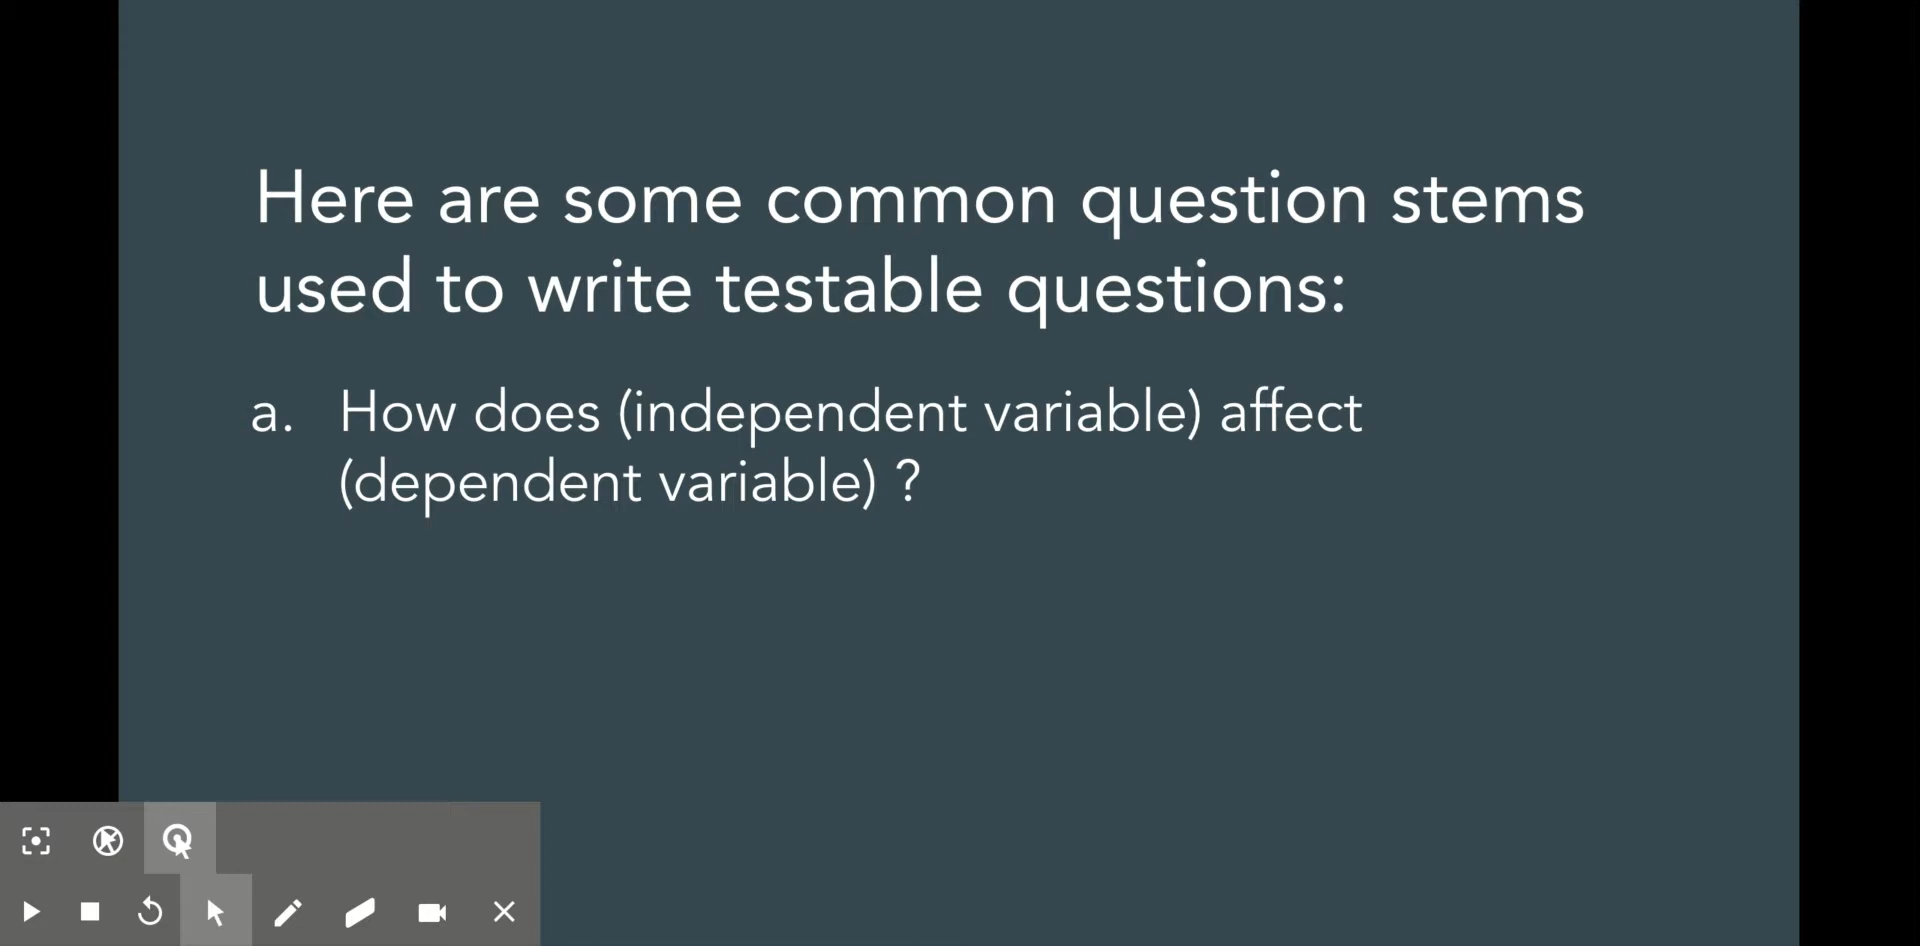 Here are some common question stems
used to write testable questions:
a. How does (independent variable) affect
(dependent variable) ?